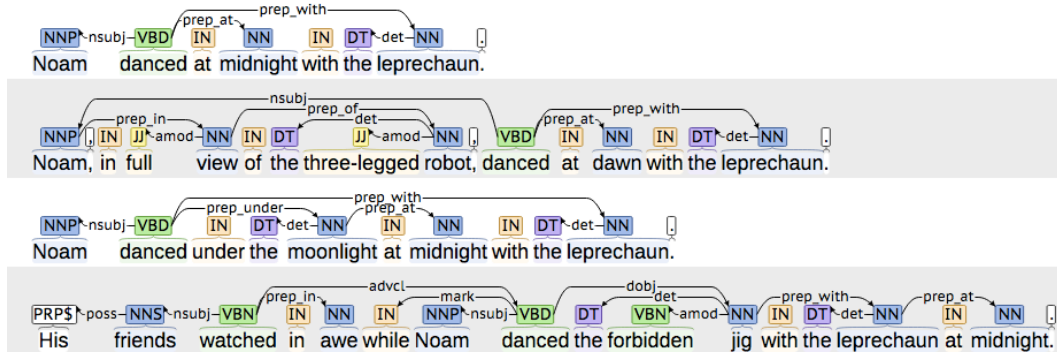 prep_with
prep_at
NNP nsubj VBD IN NN IN DT det NN .
Noam danced at midnight with the leprechaun.
nsubj
prep_of
prep_in det prep_at prep_with
NNP , IN JJ amod NN IN DT JJ amod NN , VBD IN NN IN DT det NN .
Noam, in full view of the three-legged robot, danced at dawn with the leprechaun.
prep_with
prep_under prep_at
NNP nsubj VBD IN DT det NN IN NN IN DT det NN .
Noam danced under the moonlight at midnight with the leprechaun.
advcl dobj
prep_in mark det prep_with prep_at
PRP$ poss NNS nsubj VBN IN NN IN NNP nsubj VBD DT VBN amod NN IN DT det NN IN NN .
His friends watched in awe while Noam danced the forbidden jig with the leprechaun at midnight.